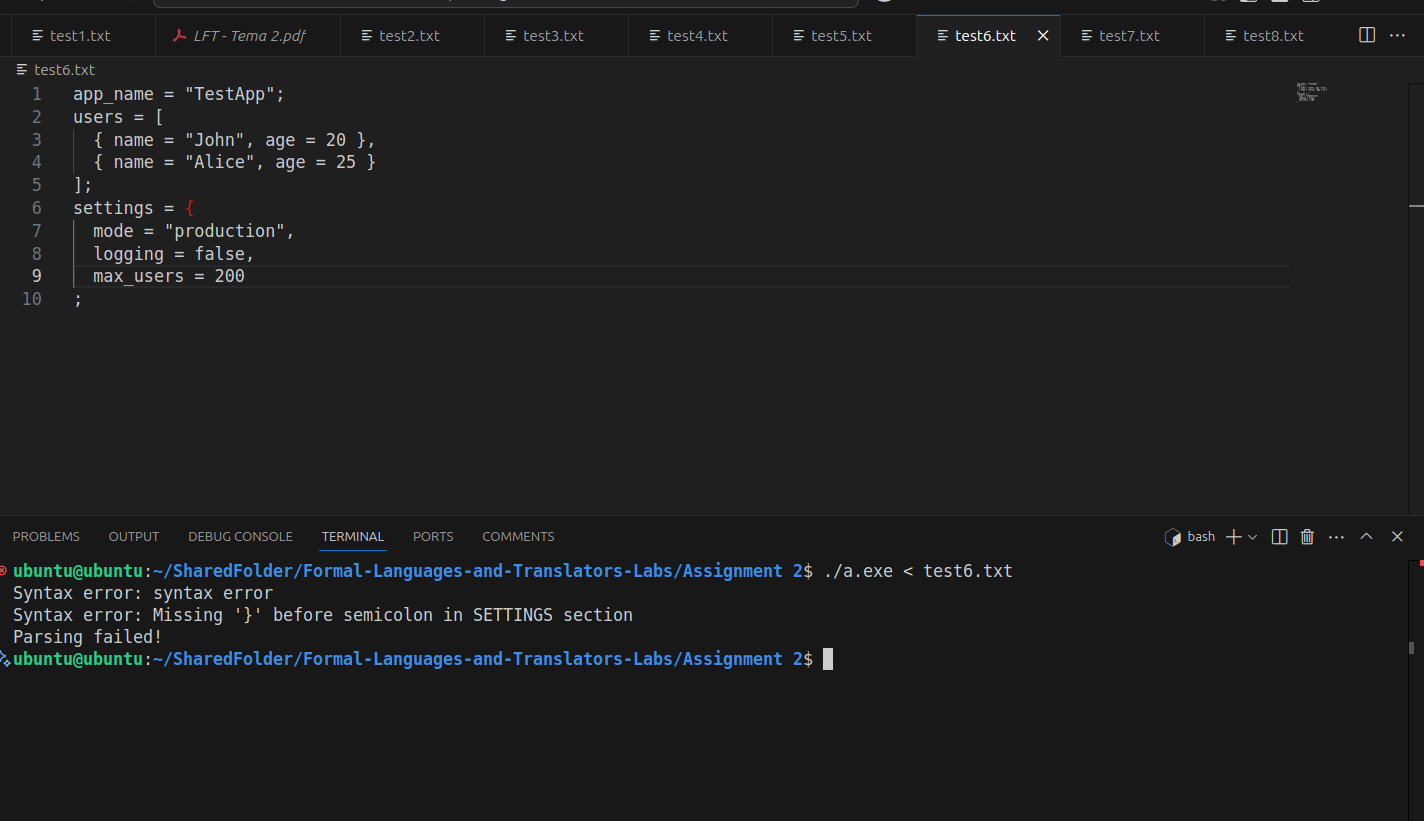 test1.txt
LFT - Tema 2.pdf
test2.txt
test3.txt
test4.txt
test5.txt
test6.txt
test7.txt
test8.txt
test6.txt
1 app_name = "TestApp";
2 users = [
3 { name = "John", age = 20 },
4 { name = "Alice", age = 25 }
5 ];
6 settings = {
7 mode = "production",
8 logging = false,
9 max_users = 200
10 ;
PROBLEMS OUTPUT DEBUG CONSOLE TERMINAL PORTS COMMENTS bash
ubuntu@ubuntu:~/SharedFolder/Formal-Languages-and-Translators-Labs/Assignment 2$ ./a.exe < test6.txt
Syntax error: syntax error
Syntax error: Missing '}' before semicolon in SETTINGS section
Parsing failed!
ubuntu@ubuntu:~/SharedFolder/Formal-Languages-and-Translators-Labs/Assignment 2$